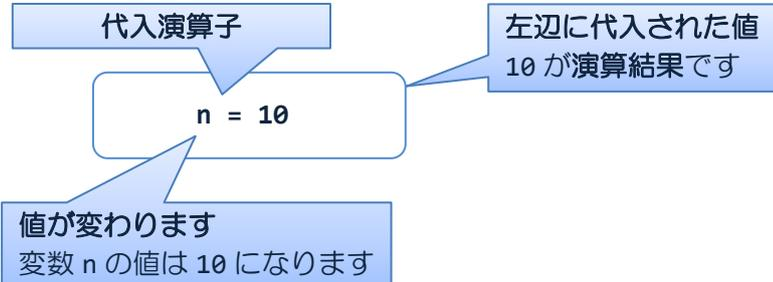 代入演算子
左辺に代入された値
10 が演算結果です
n = 10
値が変わります
変数 n の値は 10 になります